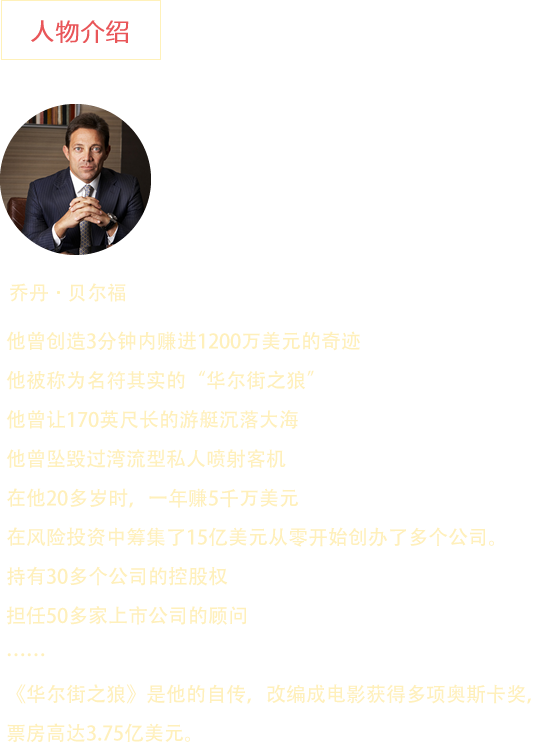 人物介绍
乔丹·贝尔福
他曾创造3分钟内赚进1200万美元的奇迹
他被称为名符其实的“华尔街之狼”
他曾让170英尺长的游艇沉落大海
他曾坠毁过湾流型私人喷射客机
在他20多岁时，一年赚5千万美元
在风险投资中筹集了15亿美元从零开始创办了多个公司。
持有30多个公司的控股权
担任50多家上市公司的顾问
……
《华尔街之狼》是他的自传，改编成电影获得多项奥斯卡奖，
票房高达3.75亿美元。